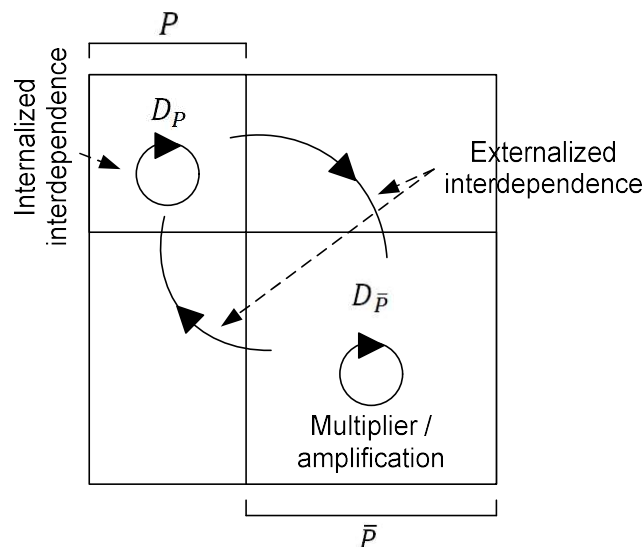 P
Internalized
interdependence
D_P
Externalized
interdependence
D_P̄
Multiplier /
amplification
P̄